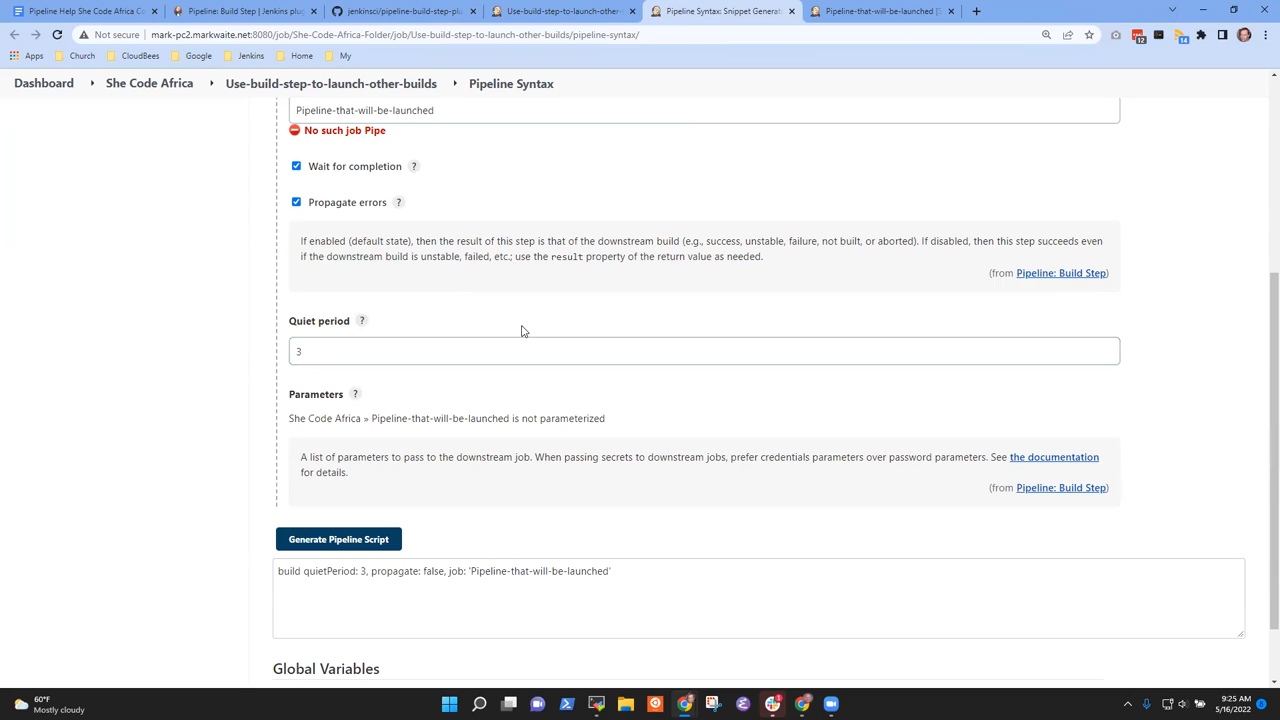 Pipeline Help She Code Africa Co
Pipeline: Build Step | Jenkins plug
jenkinsci/pipeline-build-step-plu
Use-build-step-to-launch-other-
Pipeline Syntax: Snippet Generat
Pipeline-that-will-be-launched [
Not secure
mark-pc2.markwaite.net:8080/job/She-Code-Africa-Folder/job/Use-build-step-to-launch-other-builds/pipeline-syntax/
12
14
Apps
Church
CloudBees
Google
Jenkins
Home
My
Dashboard
She Code Africa
Use-build-step-to-launch-other-builds
Pipeline Syntax
Pipeline-that-will-be-launched
No such job Pipe
Wait for completion ?
Propagate errors ?
If enabled (default state), then the result of this step is that of the downstream build (e.g., success, unstable, failure, not built, or aborted). If disabled, then this step succeeds even
if the downstream build is unstable, failed, etc.; use the result property of the return value as needed.
(from Pipeline: Build Step)
Quiet period ?
3
Parameters ?
She Code Africa » Pipeline-that-will-be-launched is not parameterized
A list of parameters to pass to the downstream job. When passing secrets to downstream jobs, prefer credentials parameters over password parameters. See the documentation
for details.
(from Pipeline: Build Step)
Generate Pipeline Script
build quietPeriod: 3, propagate: false, job: 'Pipeline-that-will-be-launched'
Global Variables
60°F
Mostly cloudy
9:25 AM
5/16/2022